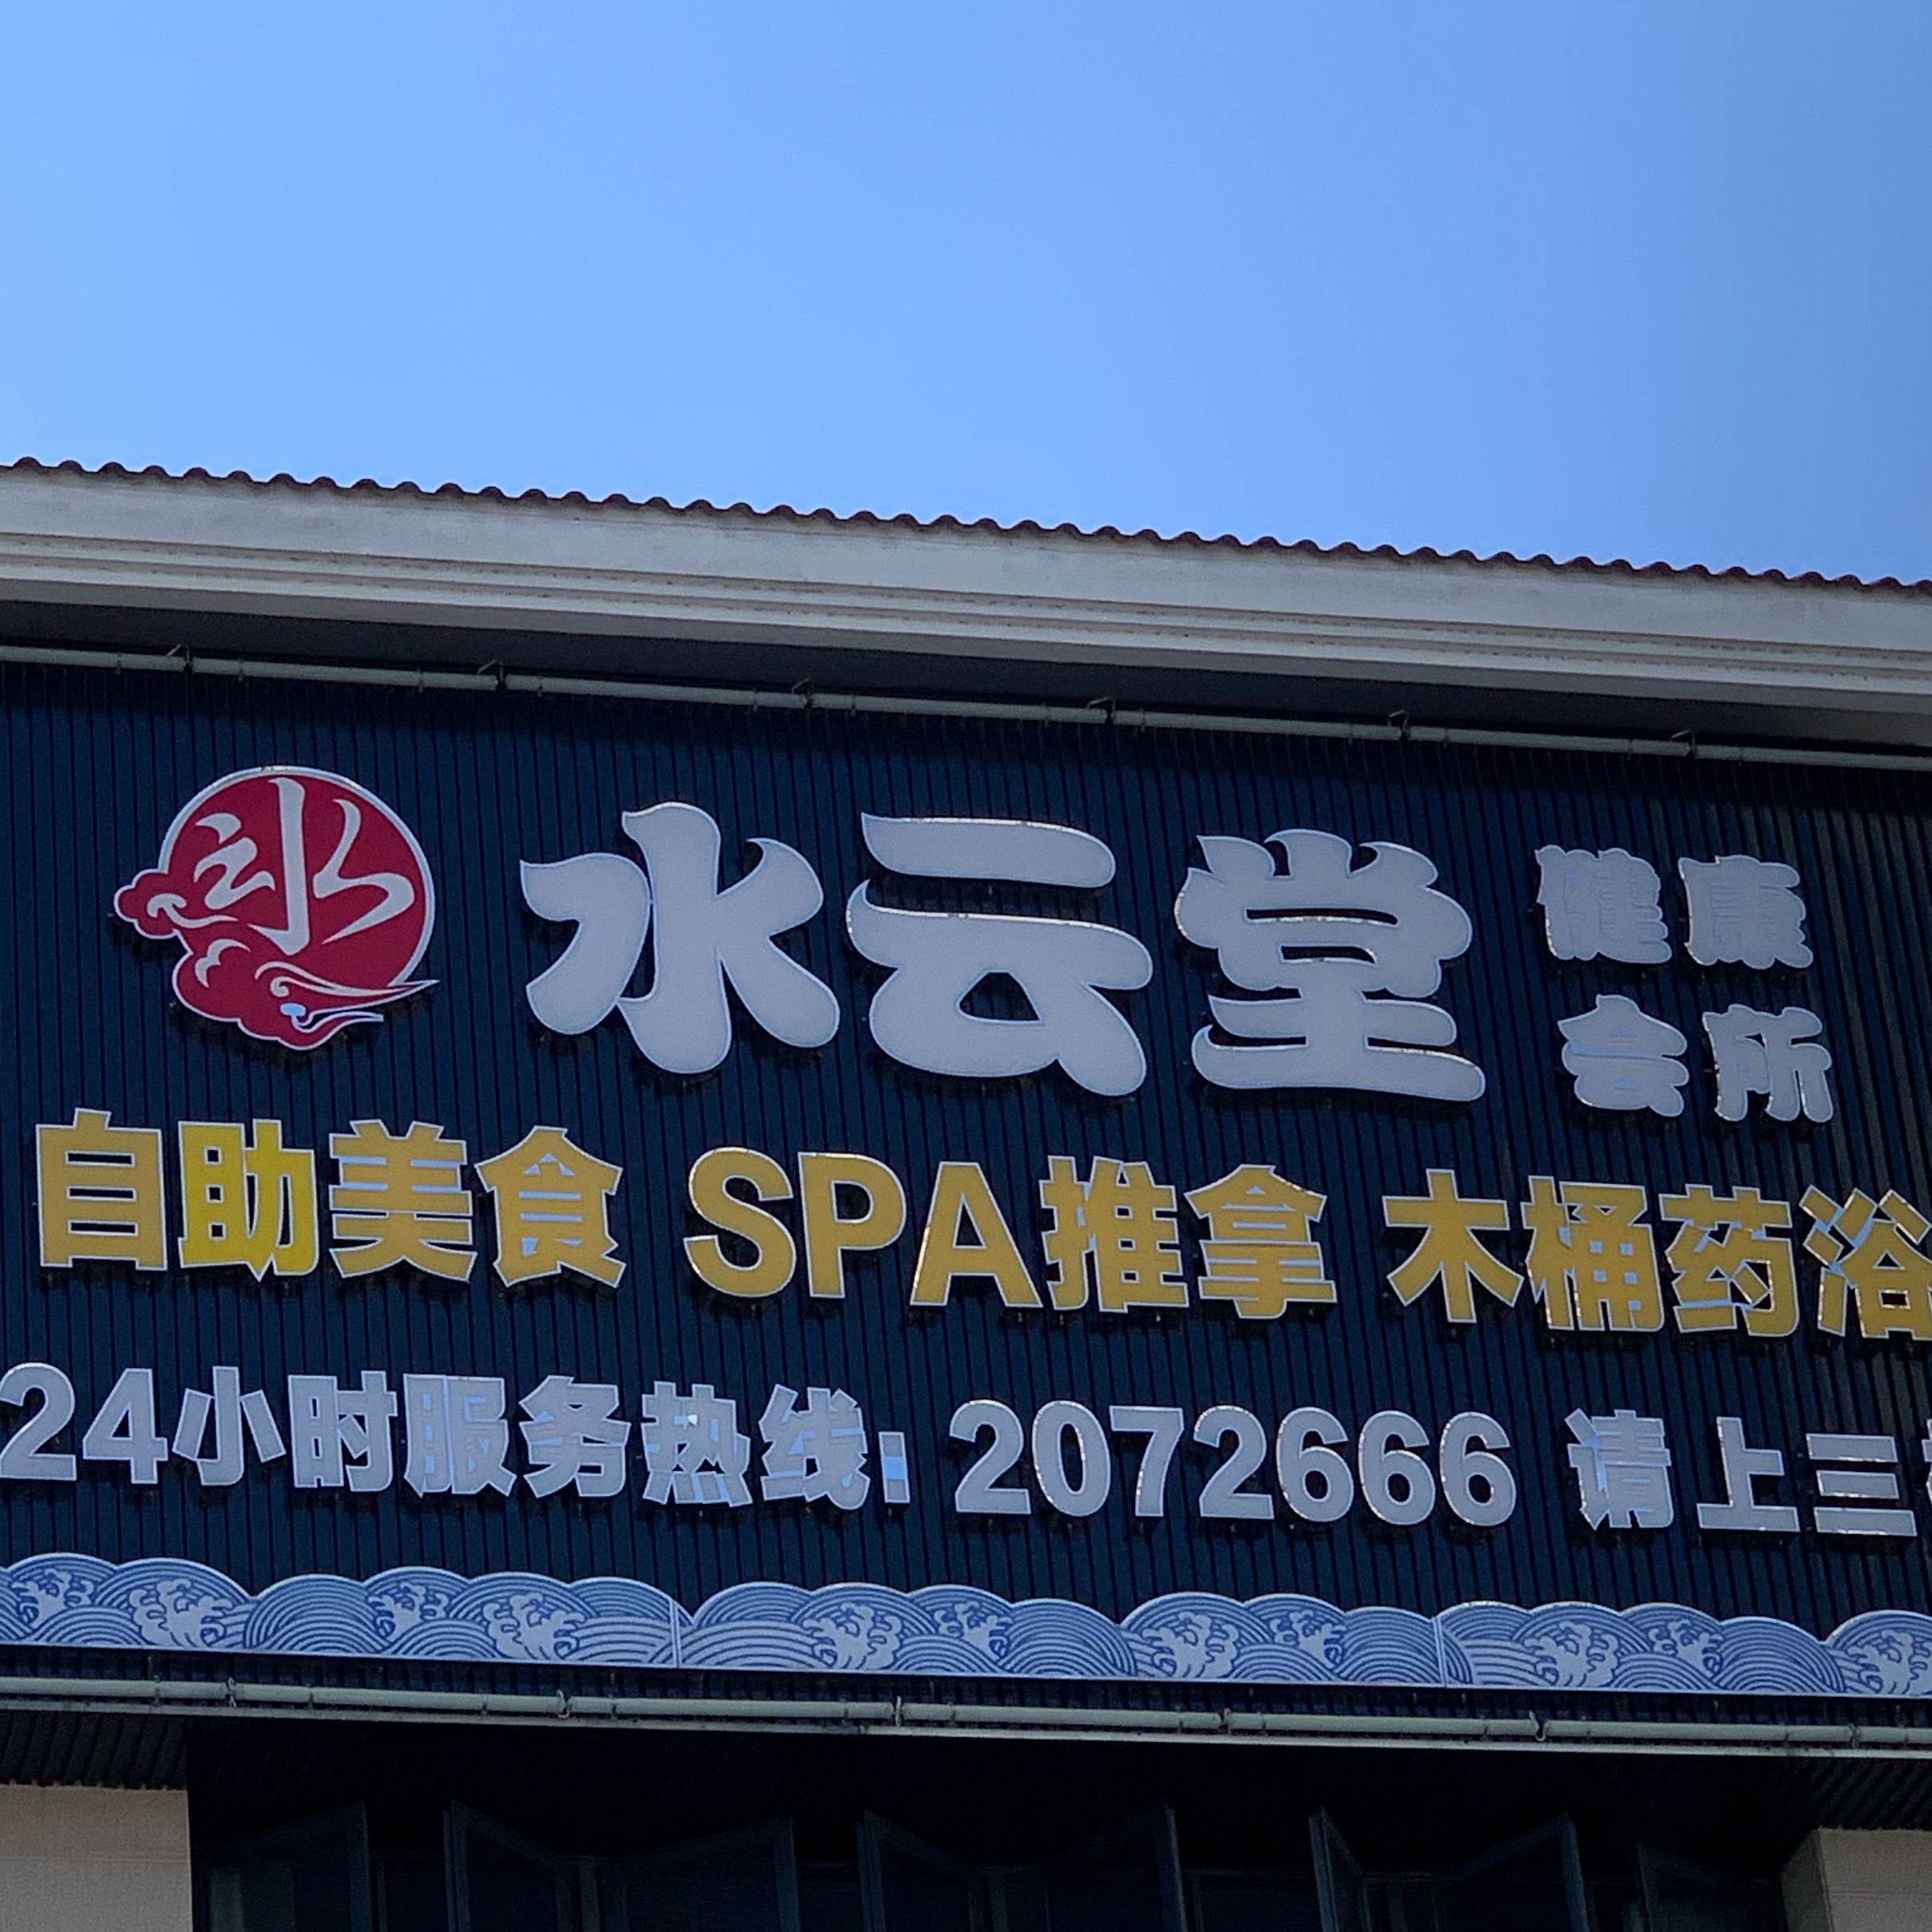 水云堂 健康
会所
自助美食 SPA推拿 木桶药浴
24小时服务热线: 2072666 请上三